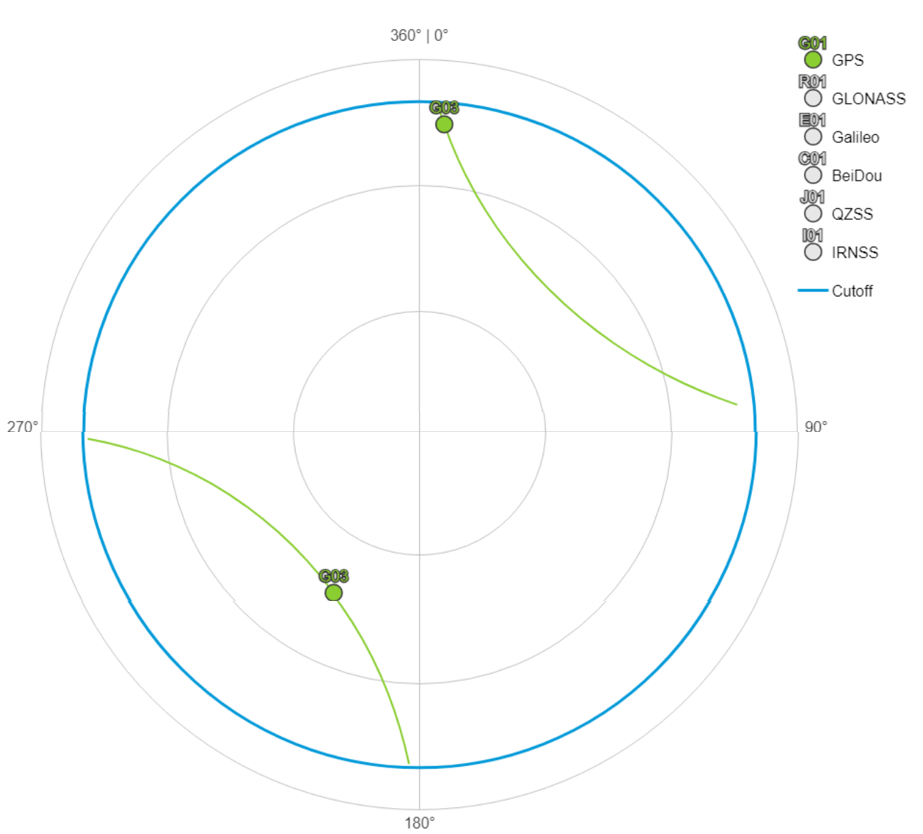 360° | 0°
G01
GPS
R01
GLONASS
E01
Galileo
C01
BeiDou
J01
QZSS
I01
IRNSS
Cutoff
G03
270°
90°
G03
180°